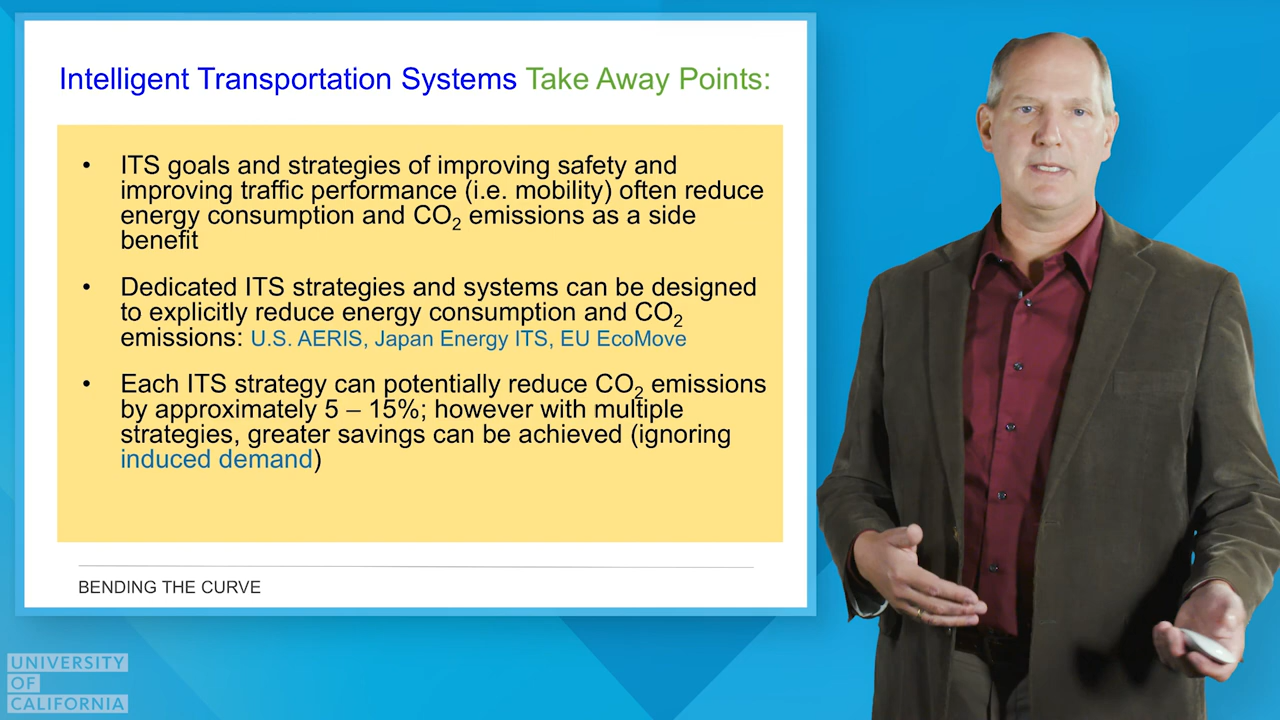 Intelligent Transportation Systems Take Away Points:
• ITS goals and strategies of improving safety and
improving traffic performance (i.e. mobility) often reduce
energy consumption and CO2 emissions as a side
benefit
• Dedicated ITS strategies and systems can be designed
to explicitly reduce energy consumption and CO2
emissions: U.S. AERIS, Japan Energy ITS, EU EcoMove
• Each ITS strategy can potentially reduce CO2 emissions
by approximately 5 – 15%; however with multiple
strategies, greater savings can be achieved (ignoring
induced demand)
BENDING THE CURVE
UNIVERSITY
OF
CALIFORNIA